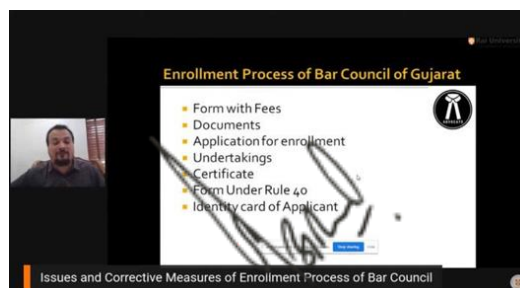 Bar Universit
Enrollment Process of Bar Council of Gujarat
ADVOCATE
Form with Fees
Documents
Application for enrollment
Undertakings
Certificate
Form Under Rule 40
Identity card of Applicant
Stop sharing
Issues and Corrective Measures of Enrollment Process of Bar Council